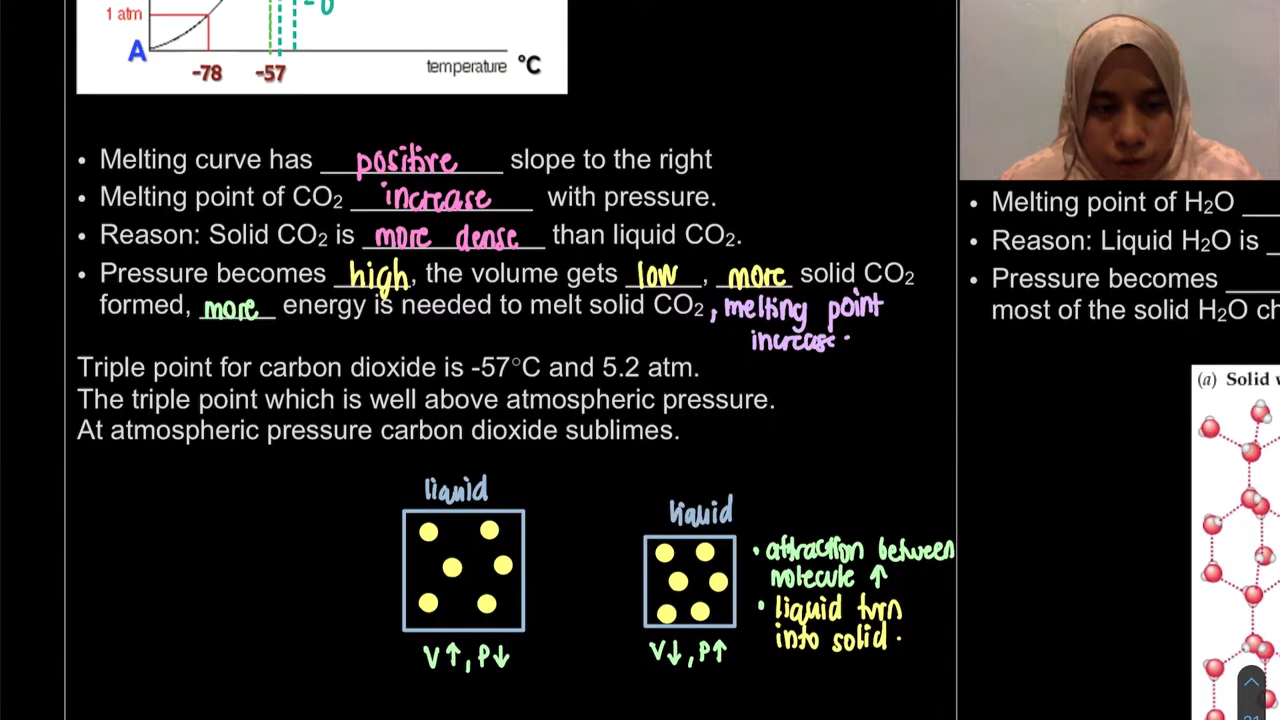 1 atm
A
-78
-57
temperature °C
• Melting curve has positive slope to the right
• Melting point of CO₂ increase with pressure.
• Reason: Solid CO₂ is more dense than liquid CO₂.
• Pressure becomes high, the volume gets low, more solid CO₂
formed, more energy is needed to melt solid CO₂, melting point
increase.
Triple point for carbon dioxide is -57°C and 5.2 atm.
The triple point which is well above atmospheric pressure.
At atmospheric pressure carbon dioxide sublimes.
liquid
V↑, P↓
liquid
V↓, P↑
• attraction between
molecule ↑
• liquid turn
into solid.
• Melting point of H₂O
• Reason: Liquid H₂O is
• Pressure becomes
most of the solid H₂O
(a) Solid